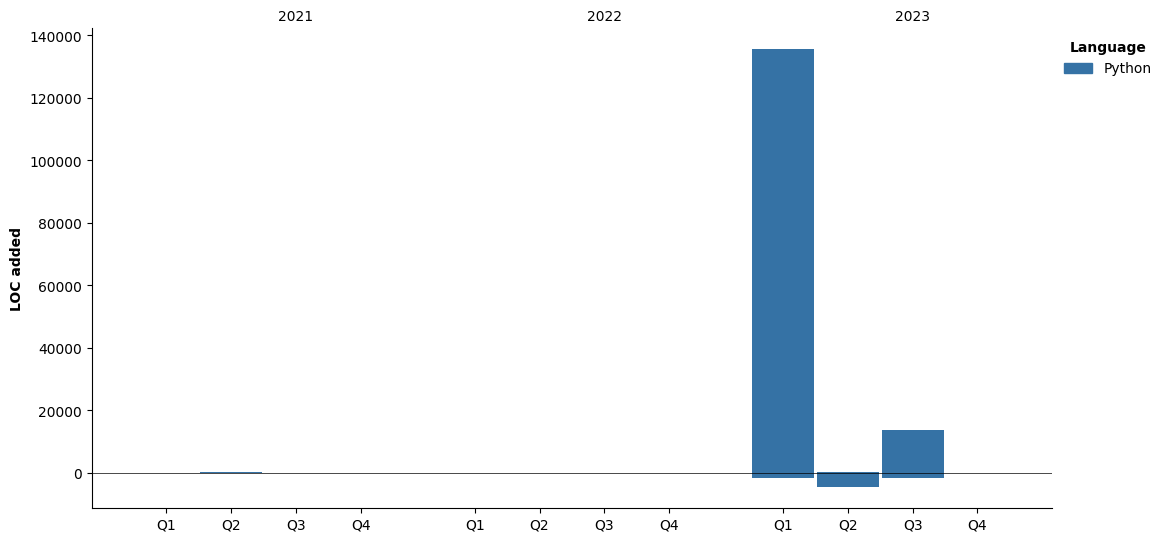 2021 2022 2023
Language
Python
LOC added
140000
120000
100000
80000
60000
40000
20000
0
Q1 Q2 Q3 Q4 Q1 Q2 Q3 Q4 Q1 Q2 Q3 Q4